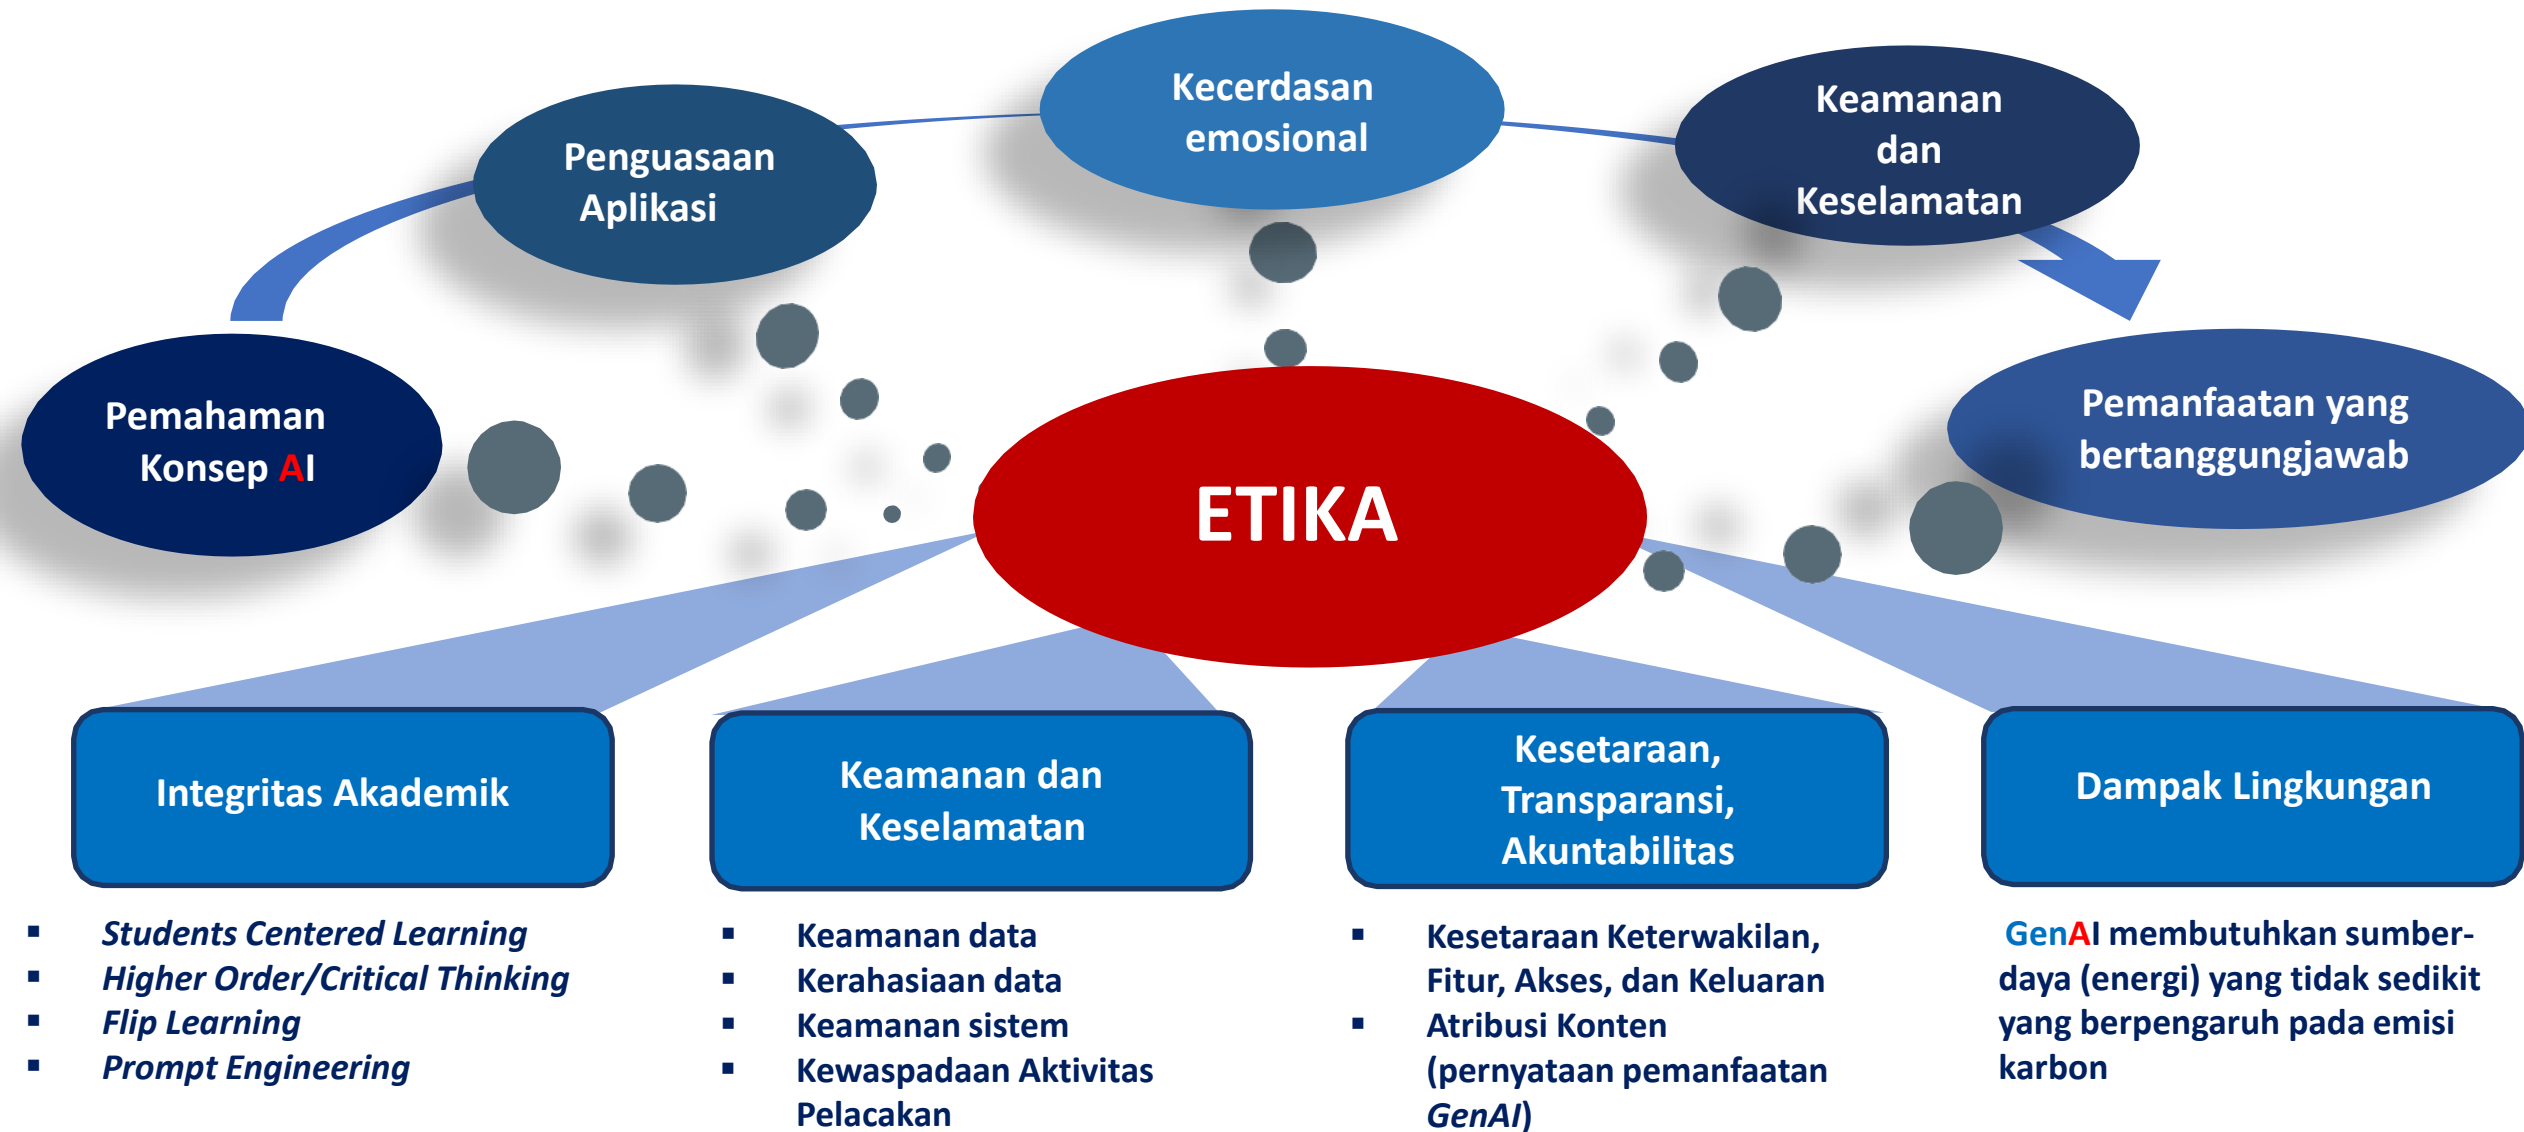 Kecerdasan
emosional
Keamanan
dan
Keselamatan
Penguasaan
Aplikasi
Pemahaman
Konsep AI
Pemanfaatan yang
bertanggungjawab
ETIKA
Integritas Akademik
Keamanan dan
Keselamatan
Kesetaraan,
Transparansi,
Akuntabilitas
Dampak Lingkungan
▪ Students Centered Learning
▪ Higher Order/Critical Thinking
▪ Flip Learning
▪ Prompt Engineering
▪ Keamanan data
▪ Kerahasiaan data
▪ Keamanan sistem
▪ Kewaspadaan Aktivitas
Pelacakan
▪ Kesetaraan Keterwakilan,
Fitur, Akses, dan Keluaran
▪ Atribusi Konten
(pernyataan pemanfaatan
GenAI)
GenAI membutuhkan sumber-
daya (energi) yang tidak sedikit
yang berpengaruh pada emisi
karbon